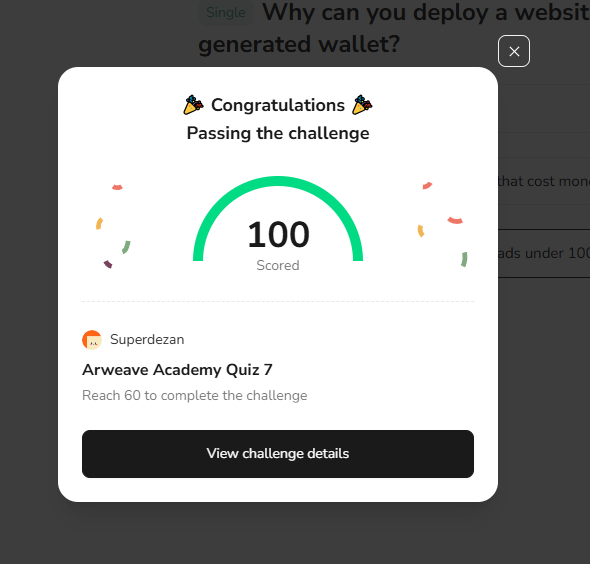 Single Why can you deploy a websit
generated wallet?
Congratulations
Passing the challenge
that cost mon
100
ads under 100
Scored
Superdezan
Arweave Academy Quiz 7
Reach 60 to complete the challenge
View challenge details